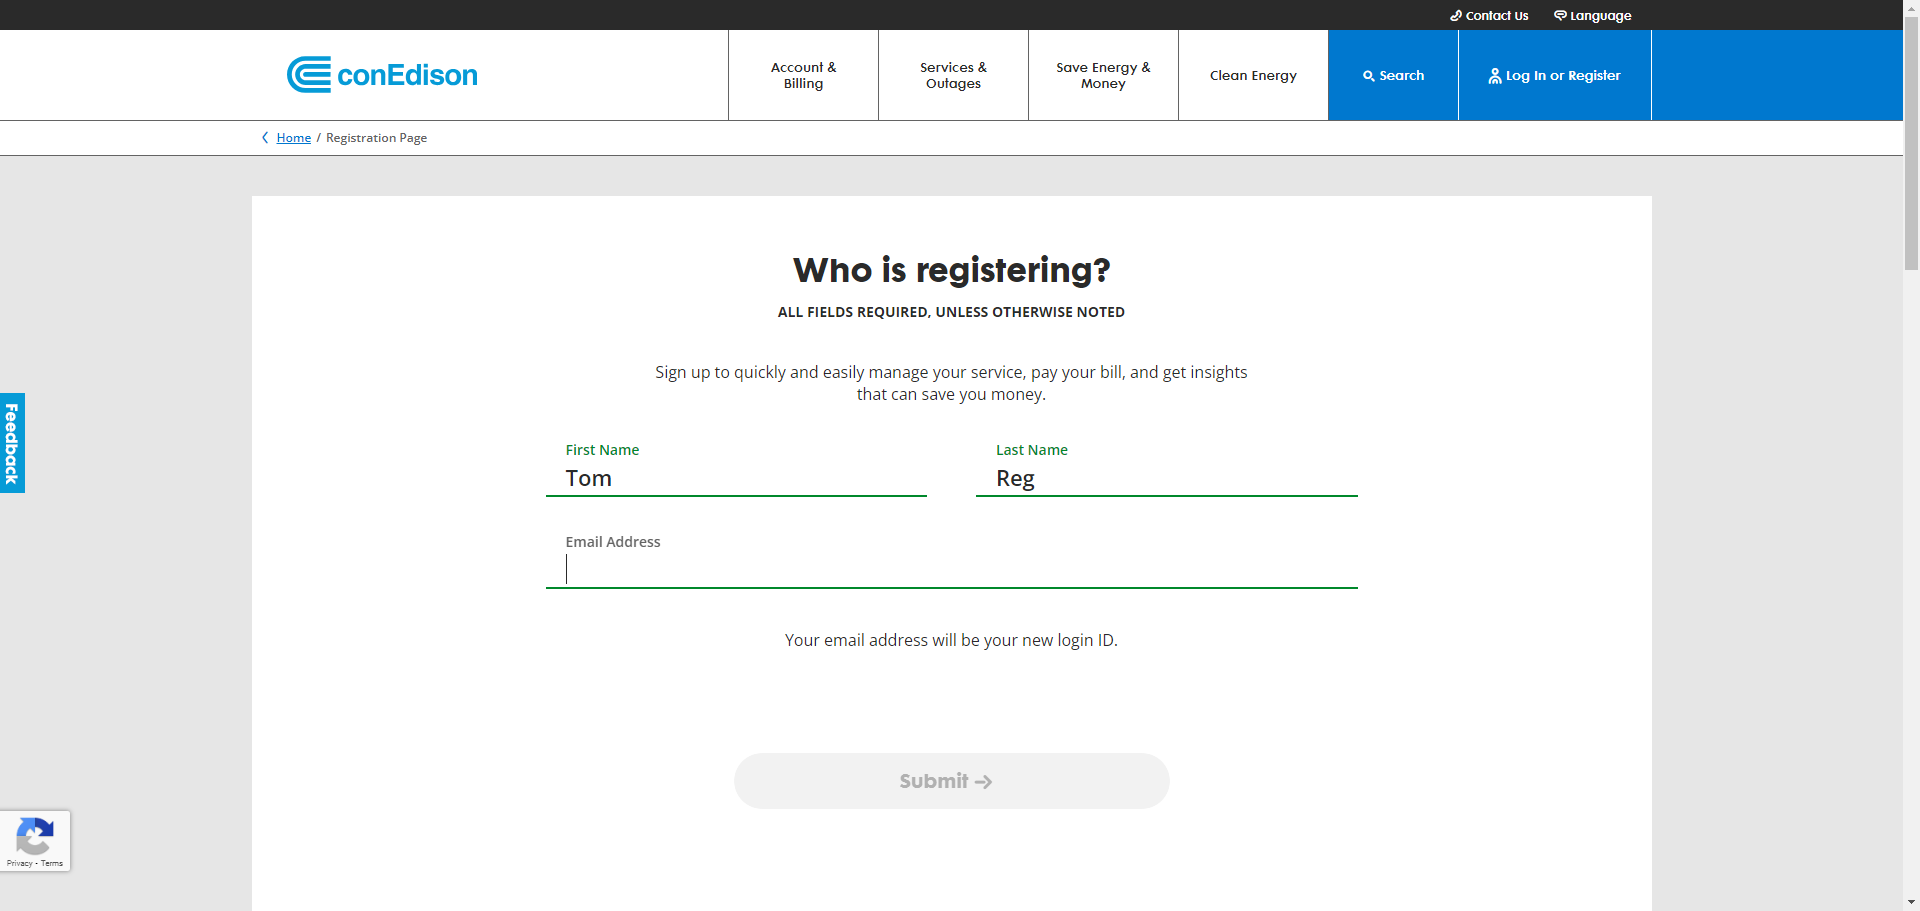 Contact Us
Language
conEdison
Account &
Billing
Services &
Outages
Save Energy &
Money
Clean Energy
Search
Log In or Register
Home / Registration Page
Who is registering?
ALL FIELDS REQUIRED, UNLESS OTHERWISE NOTED
Sign up to quickly and easily manage your service, pay your bill, and get insights
that can save you money.
Feedback
First Name
Tom
Last Name
Reg
Email Address
Your email address will be your new login ID.
Submit
Privacy - Terms